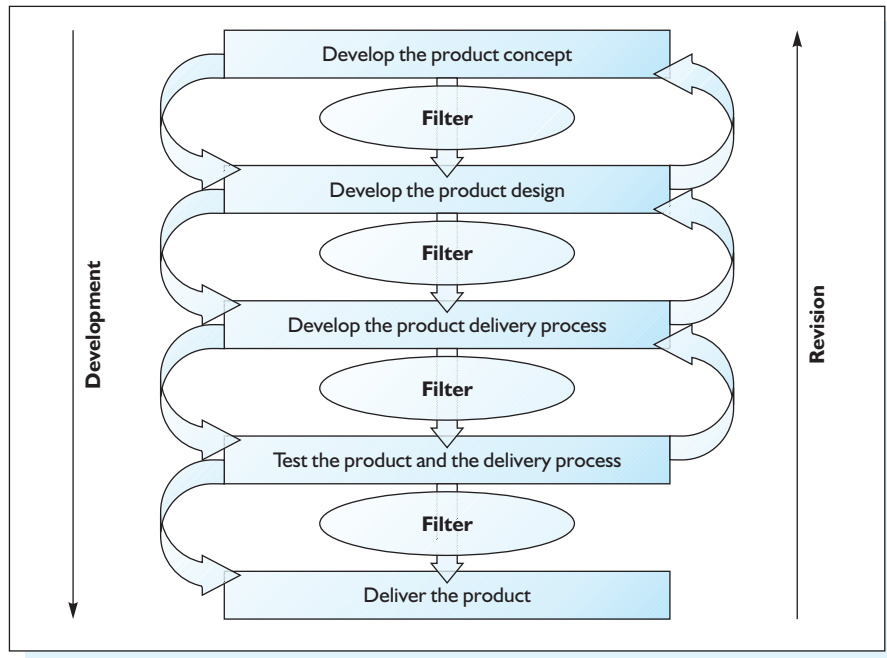 Develop the product concept
Filter
Develop the product design
Filter
Development
Develop the product delivery process
Revision
Filter
Test the product and the delivery process
Filter
Deliver the product